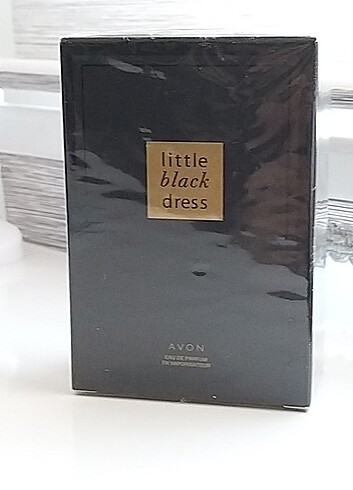 little
black
dress
AVON
EAU DE PARFUM
EN VAPORISATEUR